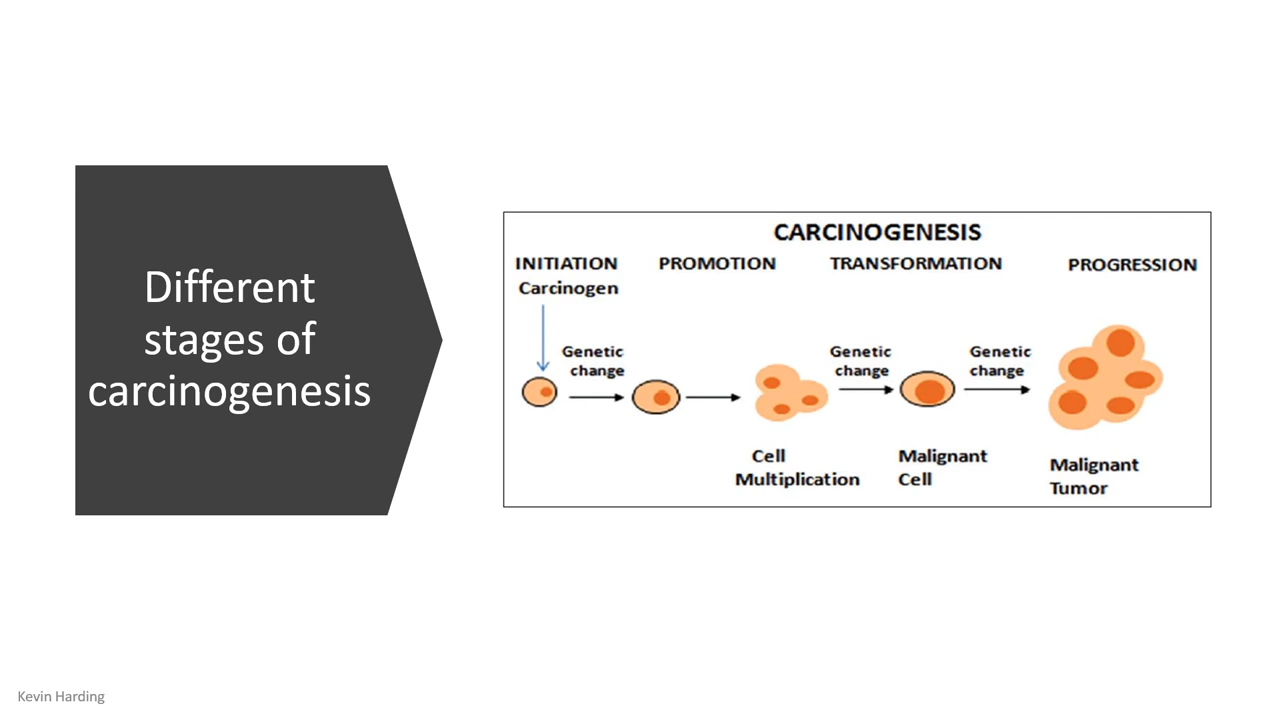 Different
stages of
carcinogenesis
CARCINOGENESIS
INITIATION PROMOTION TRANSFORMATION PROGRESSION
Carcinogen
Genetic
change
Genetic
change
Genetic
change
Cell
Multiplication
Malignant
Cell
Malignant
Tumor
Kevin Harding